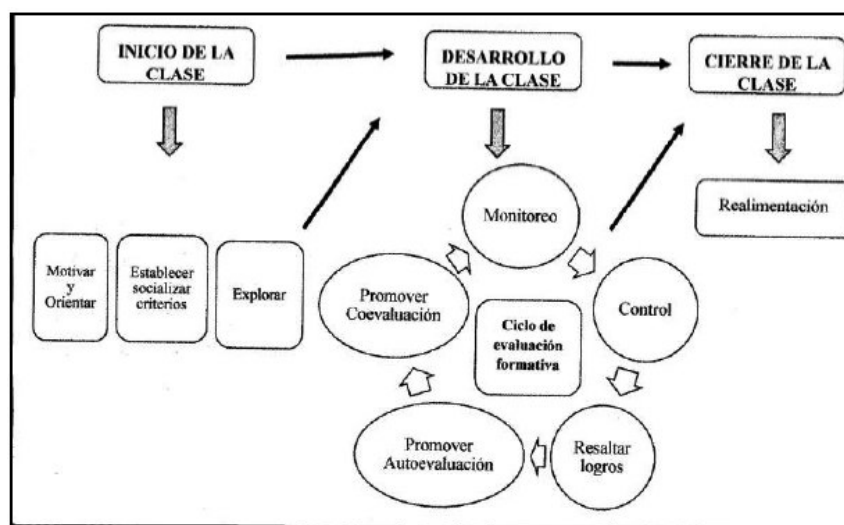 INICIO DE LA
CLASE
DESARROLLO
DE LA CLASE
CIERRE DE LA
CLASE
Motivar
y
Orientar
Establecer
socializar
criterios
Explorar
Monitoreo
Control
Resaltar
logros
Promover
Autoevaluación
Promover
Coevaluación
Ciclo de
evaluación
formativa
Realimentación